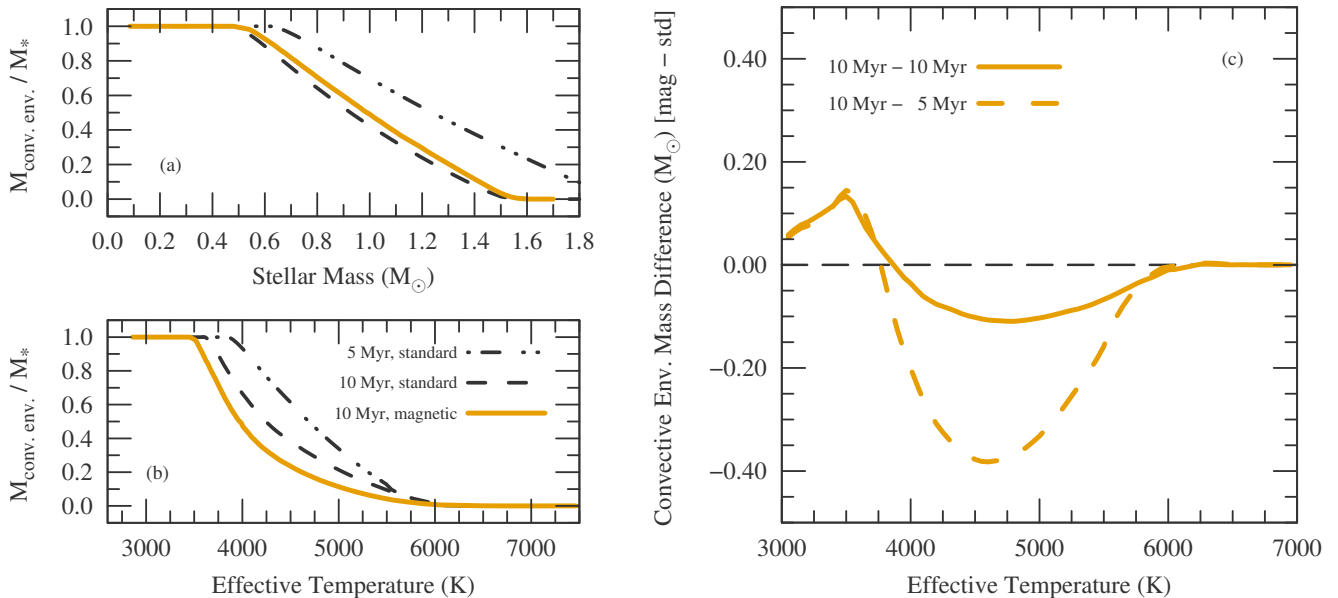 M_conv. env. / M_*
1.0
0.8
0.6
0.4
0.2
0.0
(a)
0.0 0.2 0.4 0.6 0.8 1.0 1.2 1.4 1.6 1.8
Stellar Mass (M_⊙)
M_conv. env. / M_*
1.0
0.8
0.6
0.4
0.2
0.0
(b)
5 Myr, standard
10 Myr, standard
10 Myr, magnetic
3000 4000 5000 6000 7000
Effective Temperature (K)
Convective Env. Mass Difference (M_⊙) [mag − std]
0.40
0.20
0.00
−0.20
−0.40
(c)
10 Myr − 10 Myr
10 Myr − 5 Myr
3000 4000 5000 6000 7000
Effective Temperature (K)